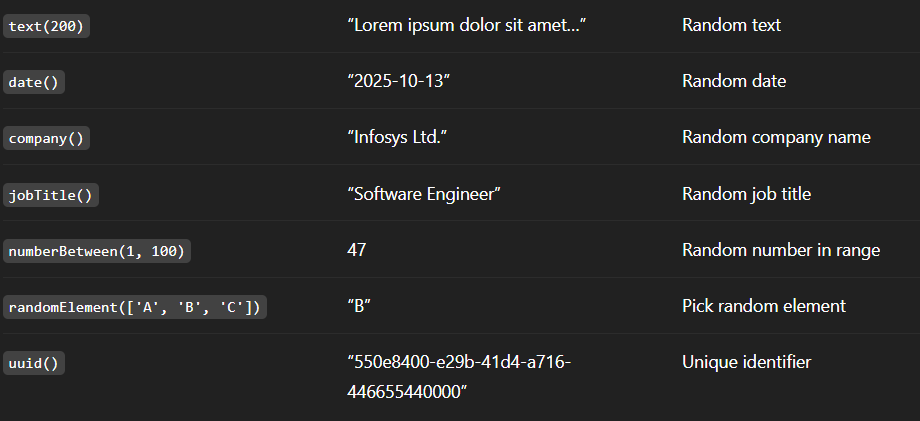 text(200) “Lorem ipsum dolor sit amet...” Random text
date() “2025-10-13” Random date
company() “Infosys Ltd.” Random company name
jobTitle() “Software Engineer” Random job title
numberBetween(1, 100) 47 Random number in range
randomElement(['A', 'B', 'C']) “B” Pick random element
uuid() “550e8400-e29b-41d4-a716- Unique identifier
446655440000”